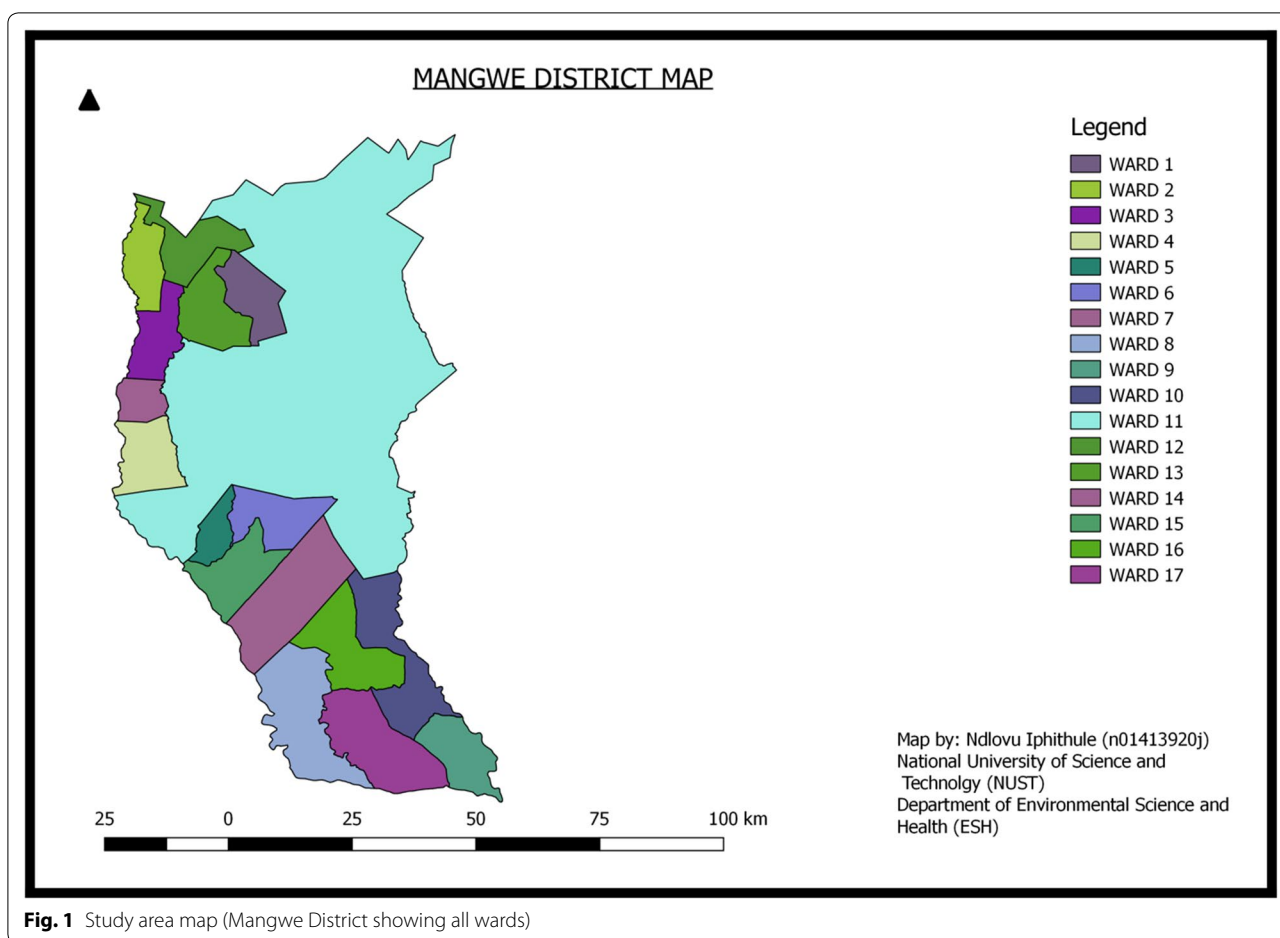 MANGWE DISTRICT MAP
Legend
WARD 1
WARD 2
WARD 3
WARD 4
WARD 5
WARD 6
WARD 7
WARD 8
WARD 9
WARD 10
WARD 11
WARD 12
WARD 13
WARD 14
WARD 15
WARD 16
WARD 17
Map by: Ndlovu Iphithule (n01413920j)
National University of Science and
Technolgy (NUST)
Department of Environmental Science and
Health (ESH)
25 0 25 50 75 100 km
Fig. 1 Study area map (Mangwe District showing all wards)